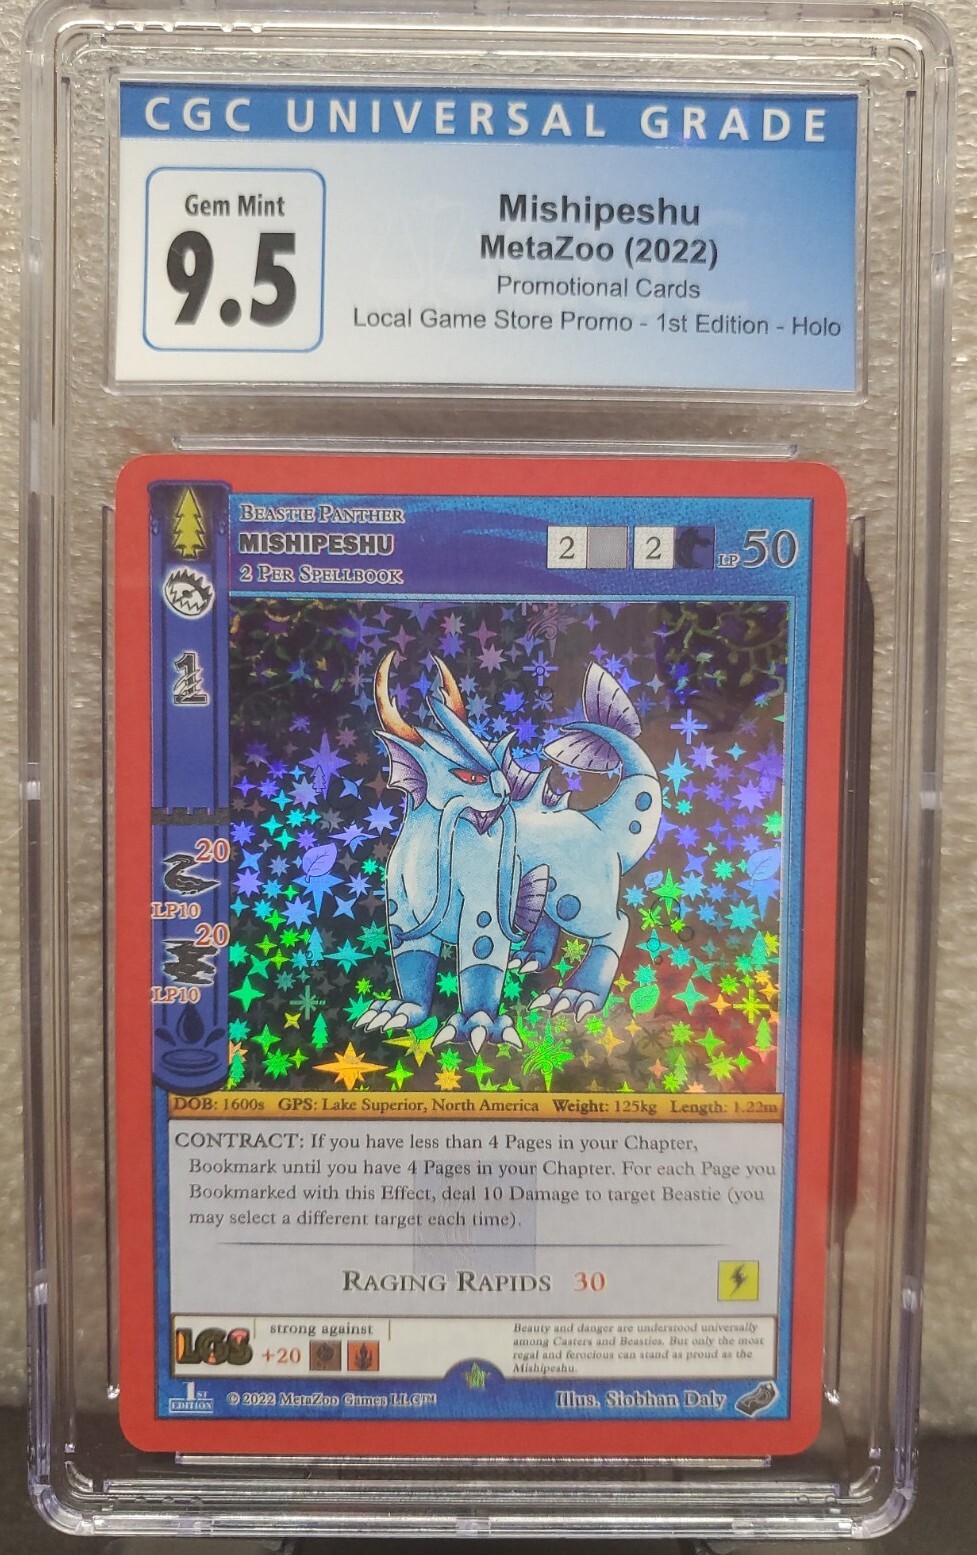 CGC UNIVERSAL GRADE
Gem Mint
9.5
Mishipeshu
MetaZoo (2022)
Promotional Cards
Local Game Store Promo - 1st Edition - Holo
BEASTIE PANTHER
MISHIPESHU
2 PER SPELLBOOK
2 2 LP 50
1
20
LP10
20
LP10
DOB: 1600s GPS: Lake Superior, North America Weight: 125kg Length: 1.22m
CONTRACT: If you have less than 4 Pages in your Chapter,
Bookmark until you have 4 Pages in your Chapter. For each Page you
Bookmarked with this Effect, deal 10 Damage to target Beastie (you
may select a different target each time).
RAGING RAPIDS 30
LGS
strong against
+20
Beauty and danger are understood universally
among Casters and Beasties. But only the most
regal and ferocious can stand as proud as the
Mishipeshu.
1ST
EDITION
© 2022 MetaZoo Games LLC™
Illus. Siobhan Daly